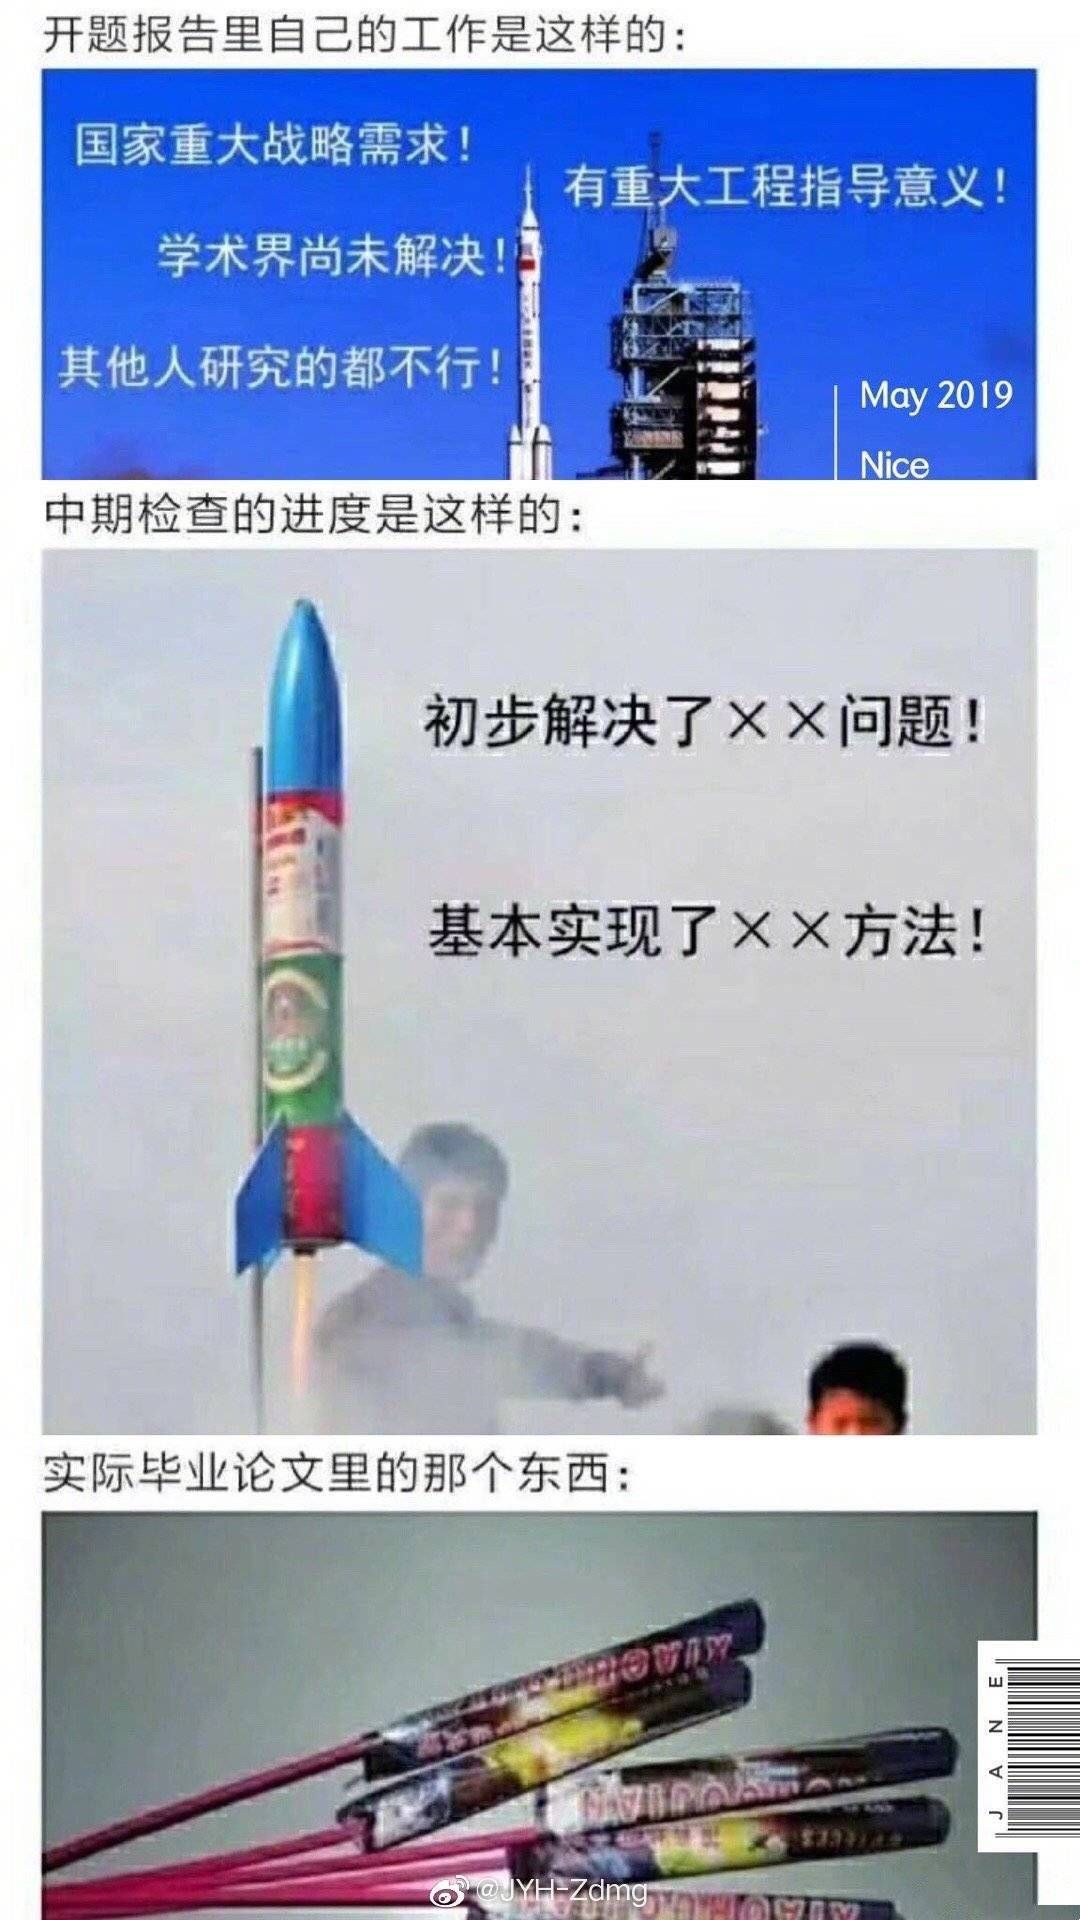 开题报告里自己的工作是这样的：
国家重大战略需求！
有重大工程指导意义！
学术界尚未解决！
其他人研究的都不行！
May 2019
Nice
中期检查的进度是这样的：
初步解决了××问题！
基本实现了××方法！
实际毕业论文里的那个东西：
JANE
@JYH-Zdmg